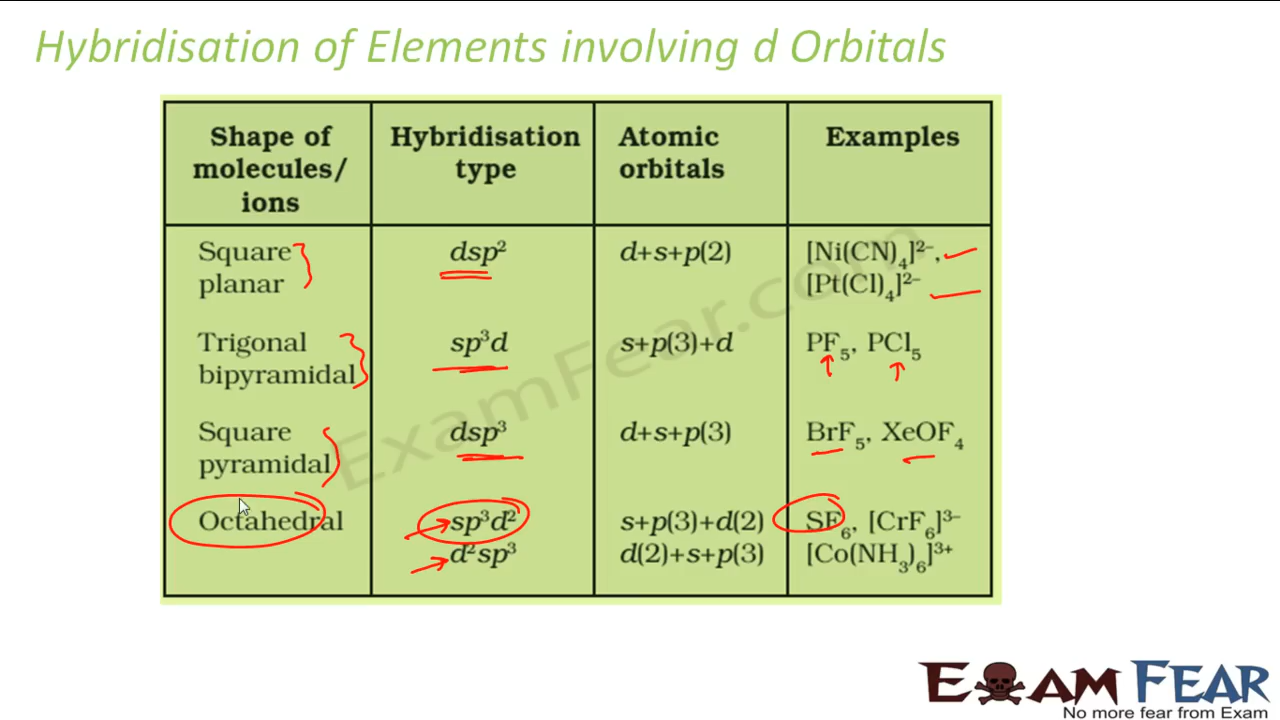 Hybridisation of Elements involving d Orbitals
Shape of molecules/ ions | Hybridisation type | Atomic orbitals | Examples
Square planar | dsp² | d+s+p(2) | [Ni(CN)₄]²⁻, [Pt(Cl)₄]²⁻
Trigonal bipyramidal | sp³d | s+p(3)+d | PF₅, PCl₅
Square pyramidal | dsp³ | d+s+p(3) | BrF₅, XeOF₄
Octahedral | sp³d² | s+p(3)+d(2) | SF₆, [CrF₆]³⁻
d²sp³ | d(2)+s+p(3) | [Co(NH₃)₆]³⁺
ExamFear.com
EXAM FEAR
No more fear from Exam